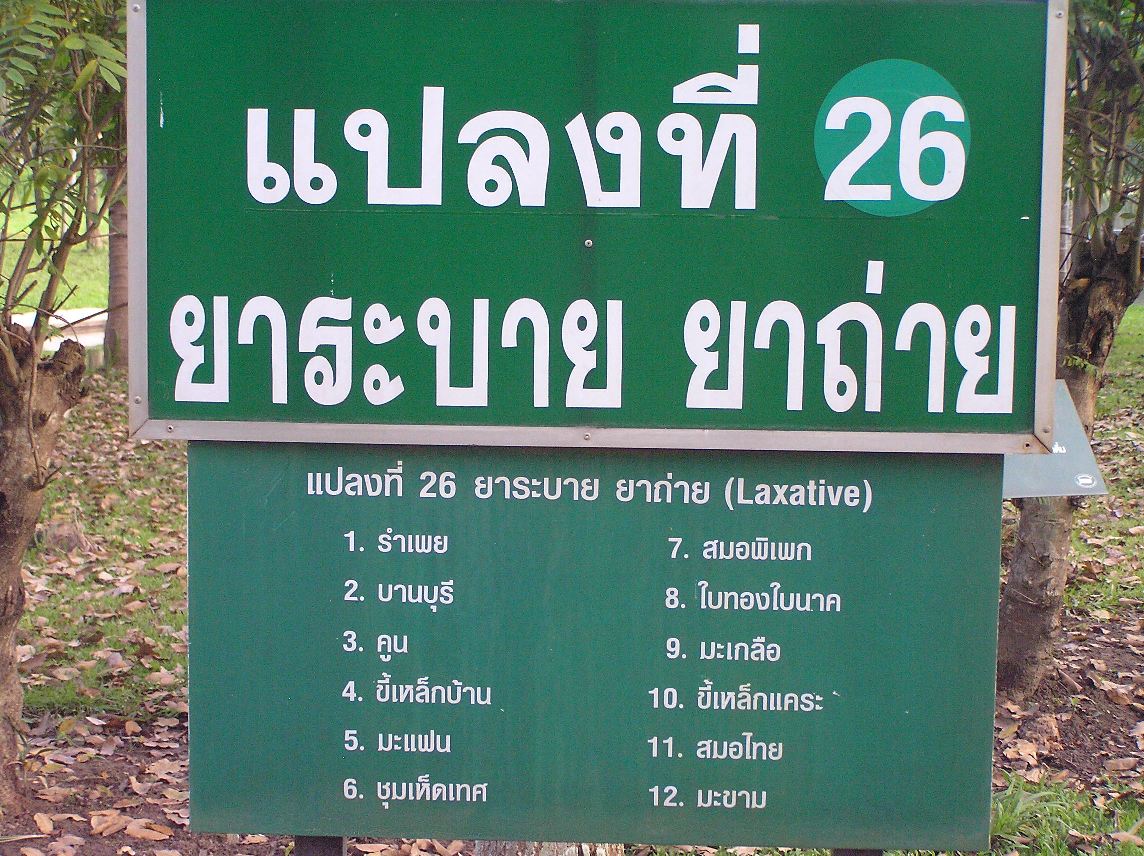 แปลงที่ 26
ยาระบาย ยาถ่าย
แปลงที่ 26 ยาระบาย ยาถ่าย (Laxative)
1. รำเพย
2. บานบุรี
3. คูน
4. ขี้เหล็กบ้าน
5. มะแฟน
6. ชุมเห็ดเทศ
7. สมอพิเพก
8. ใบทองใบนาค
9. มะเกลือ
10. ขี้เหล็กแคระ
11. สมอไทย
12. มะขาม